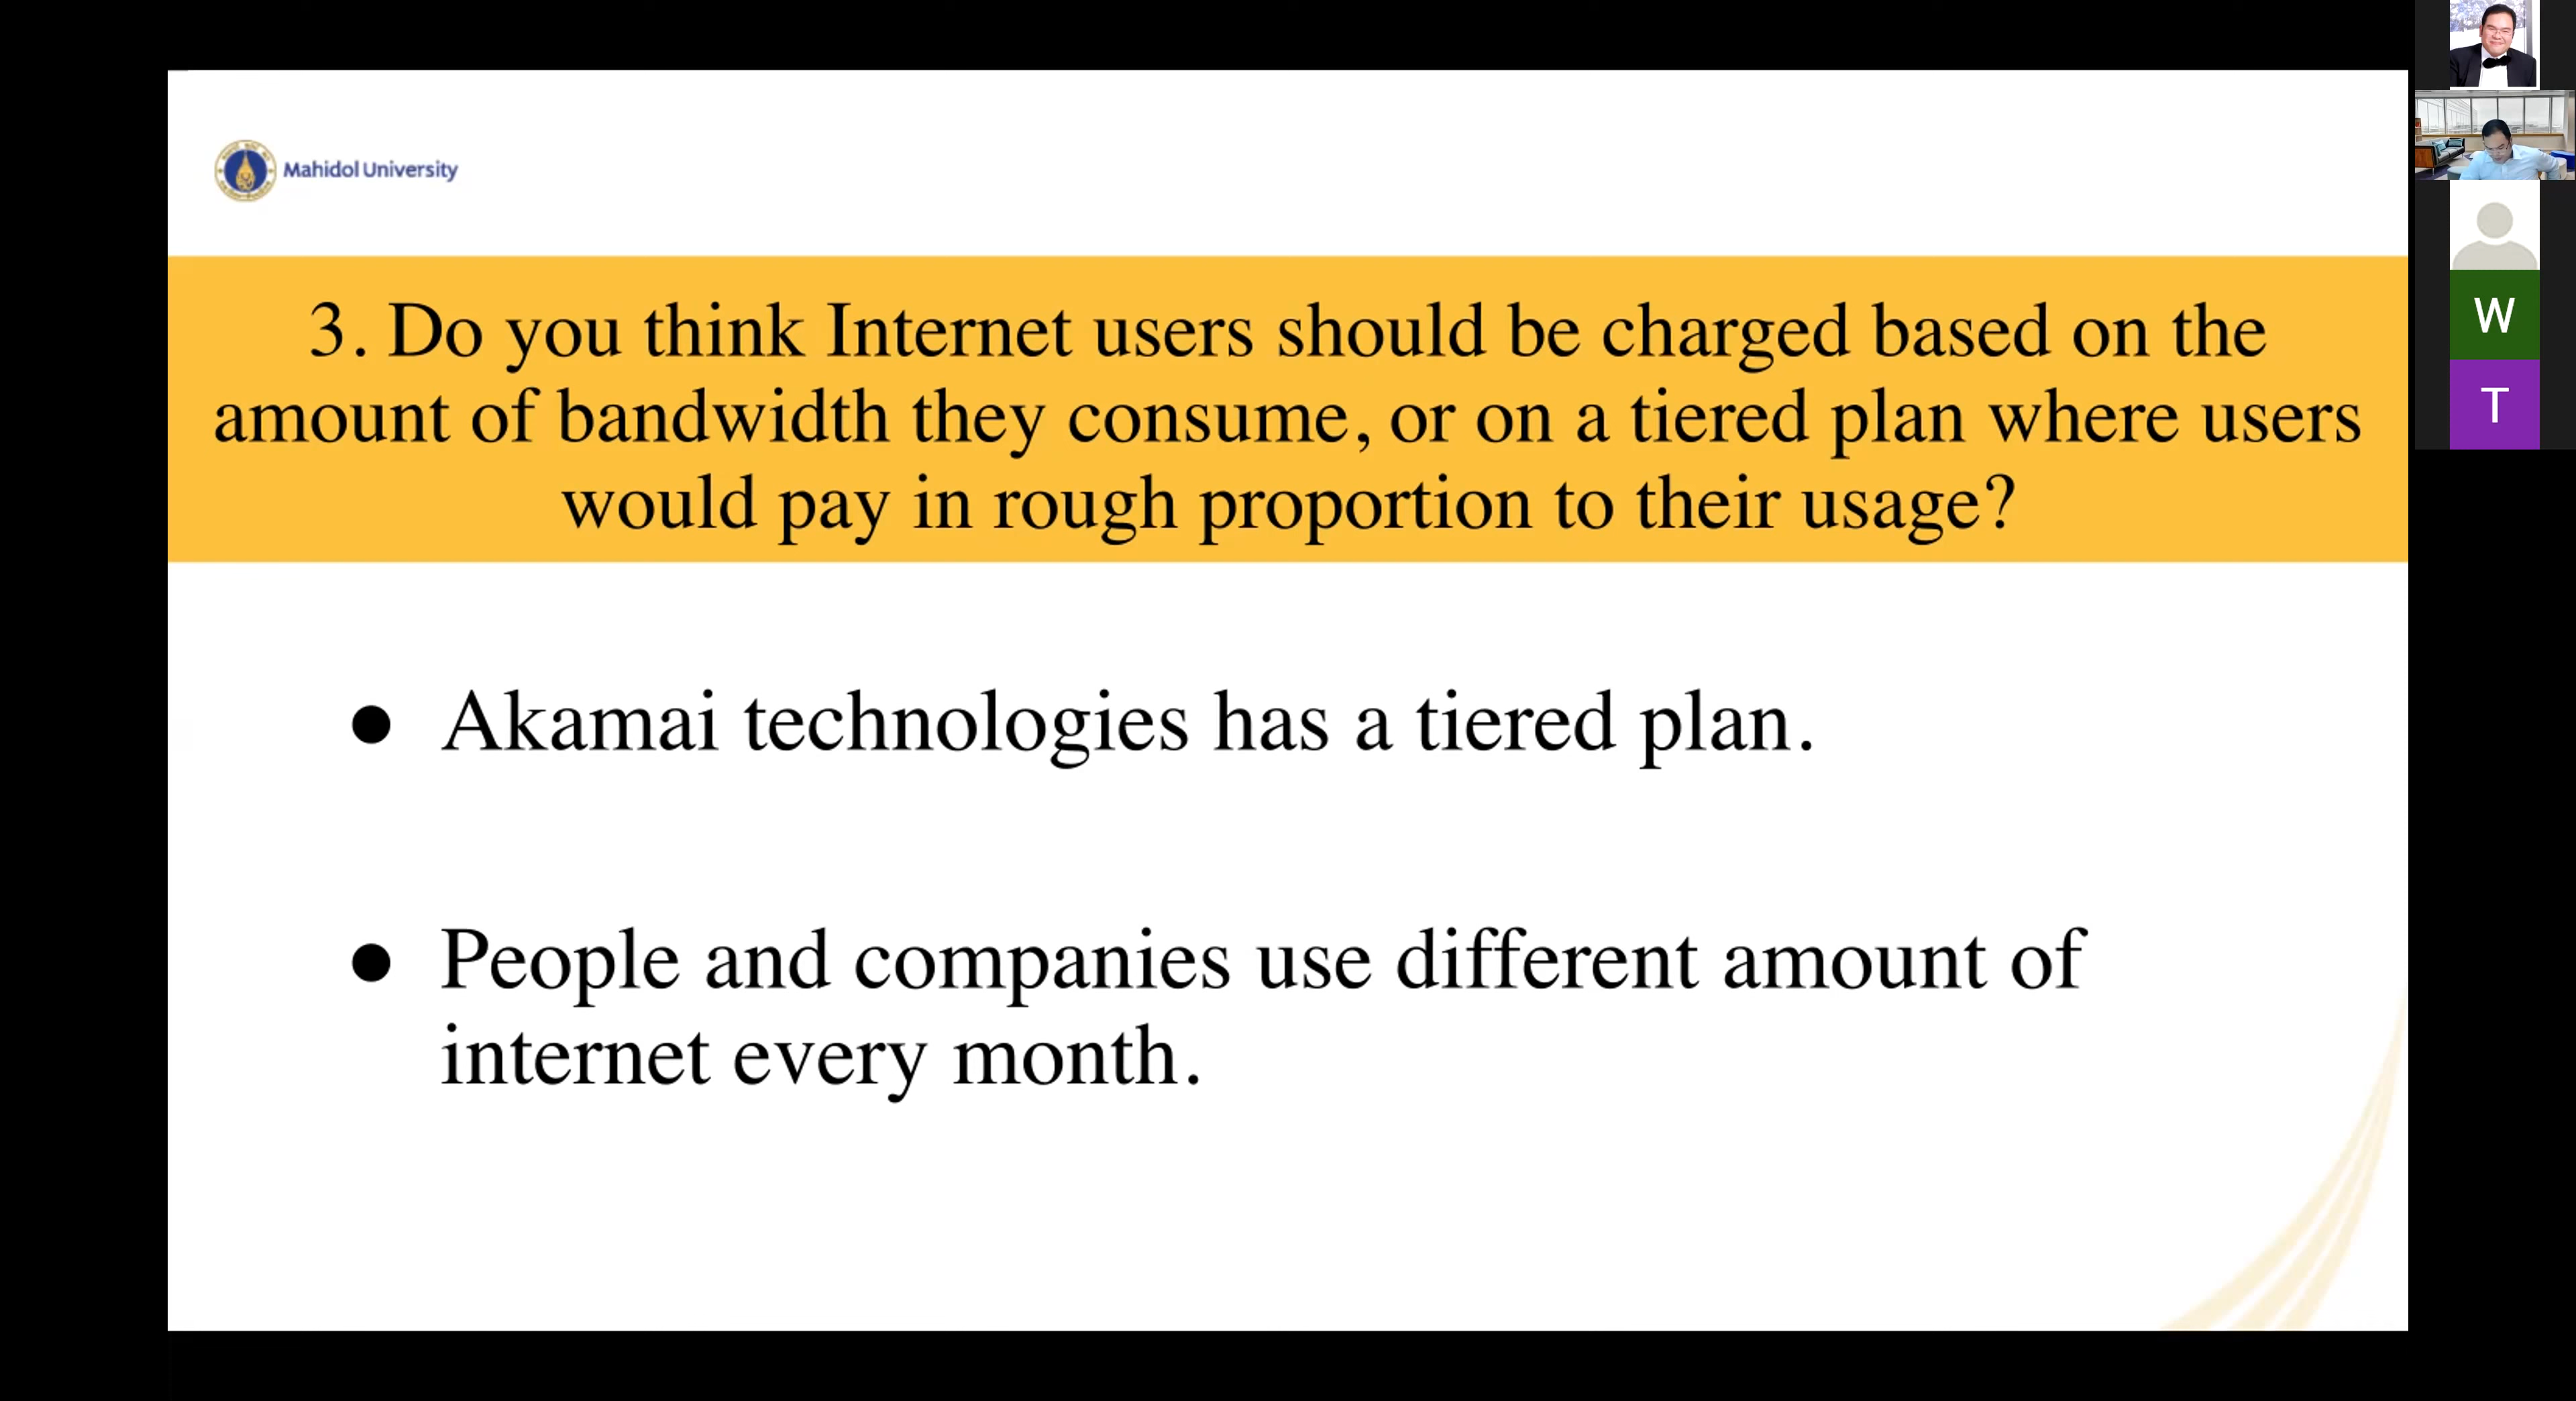 Mahidol University
3. Do you think Internet users should be charged based on the
amount of bandwidth they consume, or on a tiered plan where users
would pay in rough proportion to their usage?
● Akamai technologies has a tiered plan.
● People and companies use different amount of
internet every month.
W
T